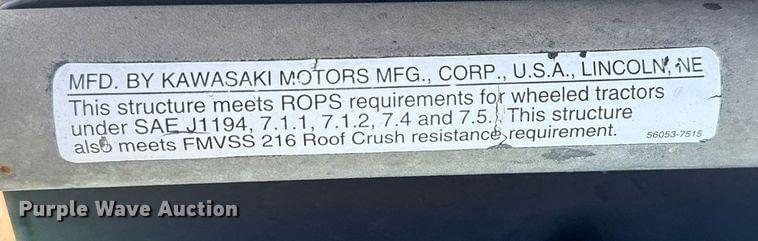 MFD. BY KAWASAKI MOTORS MFG., CORP., U.S.A., LINCOLN, NE
This structure meets ROPS requirements for wheeled tractors
under SAE J1194, 7.1.1, 7.1.2, 7.4 and 7.5. This structure
also meets FMVSS 216 Roof Crush resistance requirement.
56053-7515
Purple Wave Auction